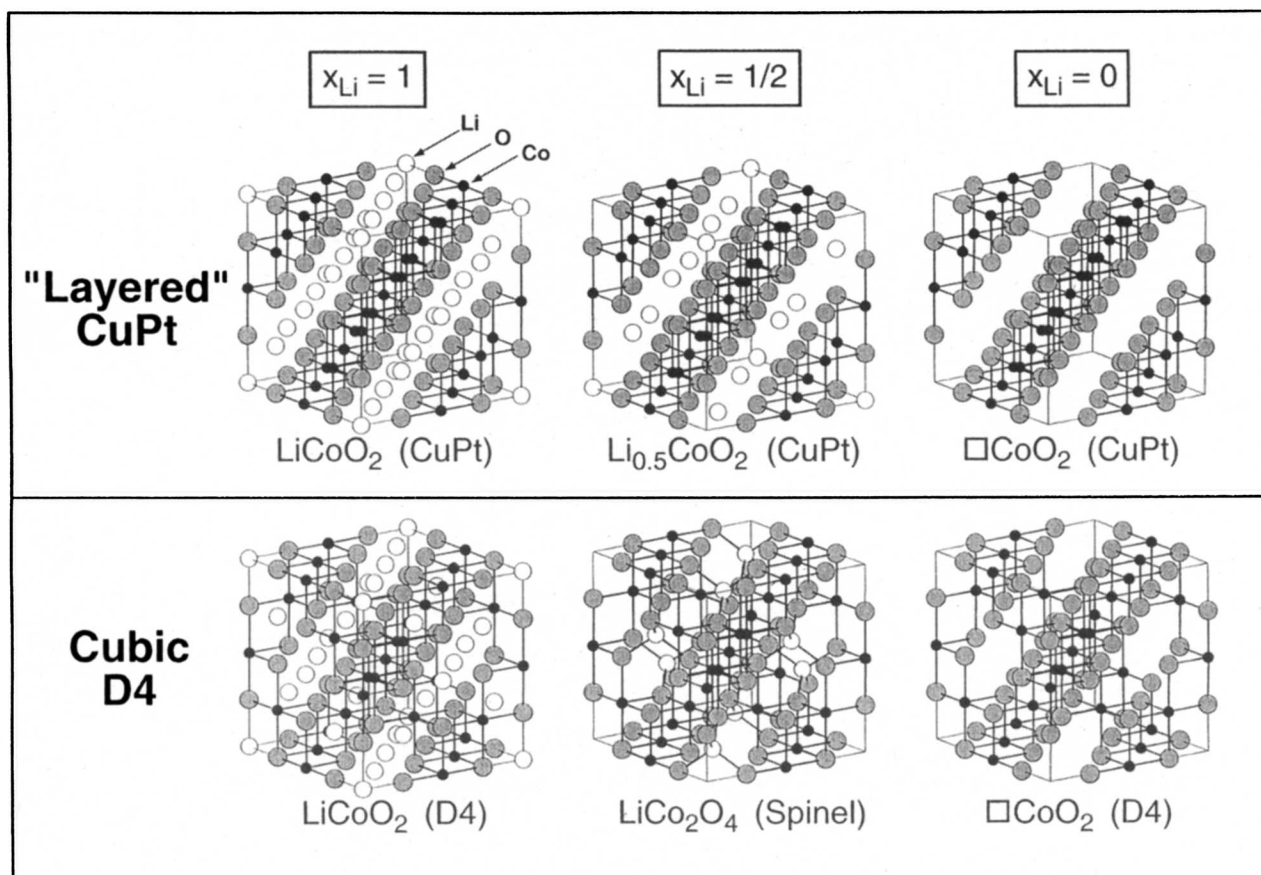 x_Li = 1
x_Li = 1/2
x_Li = 0
Li
O
Co
"Layered"
CuPt
LiCoO₂ (CuPt)
Li₀.₅CoO₂ (CuPt)
□CoO₂ (CuPt)
Cubic
D4
LiCoO₂ (D4)
LiCo₂O₄ (Spinel)
□CoO₂ (D4)